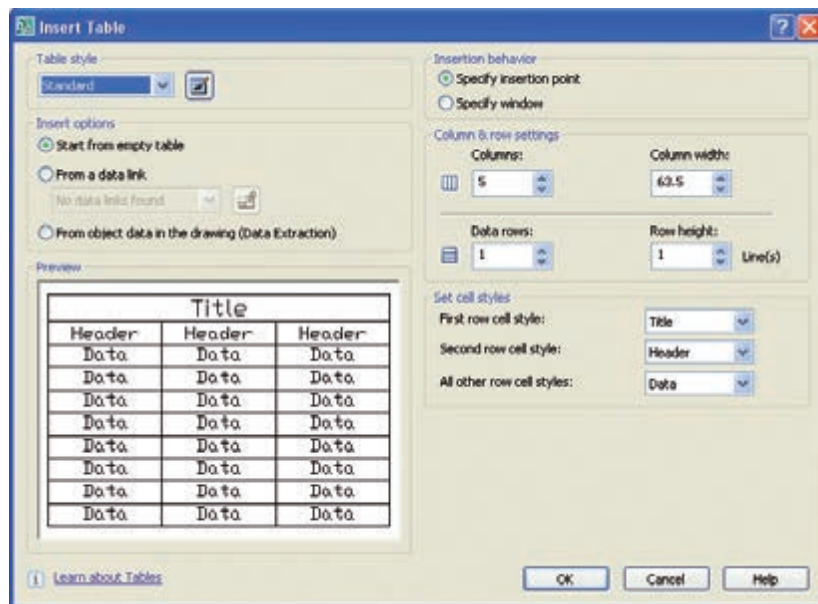 Insert Table
Table style
Standard
Insert options
Start from empty table
From a data link
No data links found
From object data in the drawing (Data Extraction)
Preview
Title
Header Header Header
Data Data Data
Data Data Data
Data Data Data
Data Data Data
Data Data Data
Data Data Data
Data Data Data
Data Data Data
Insertion behavior
Specify insertion point
Specify window
Column & row settings
Columns: Column width:
5 63.5
Data rows: Row height:
1 1 Line(s)
Set cell styles
First row cell style: Title
Second row cell style: Header
All other row cell styles: Data
Learn about Tables
OK Cancel Help